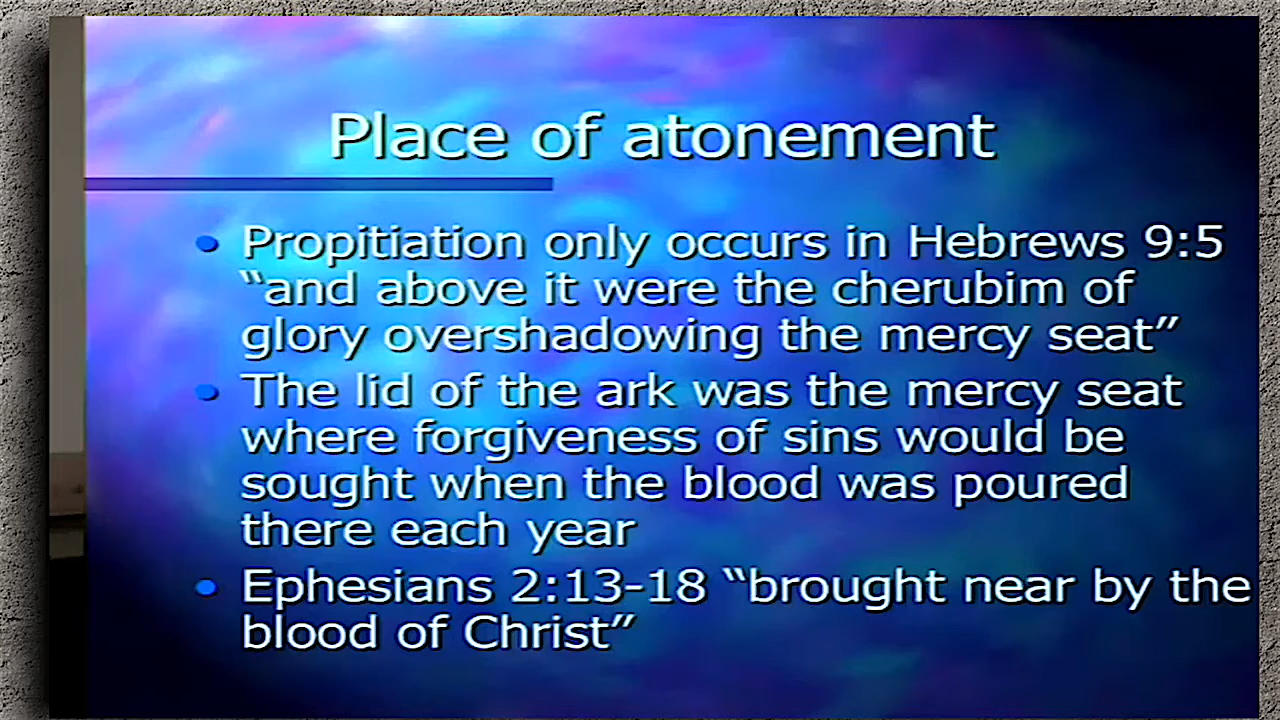 Place of atonement
• Propitiation only occurs in Hebrews 9:5
“and above it were the cherubim of
glory overshadowing the mercy seat”
• The lid of the ark was the mercy seat
where forgiveness of sins would be
sought when the blood was poured
there each year
• Ephesians 2:13-18 “brought near by the
blood of Christ”